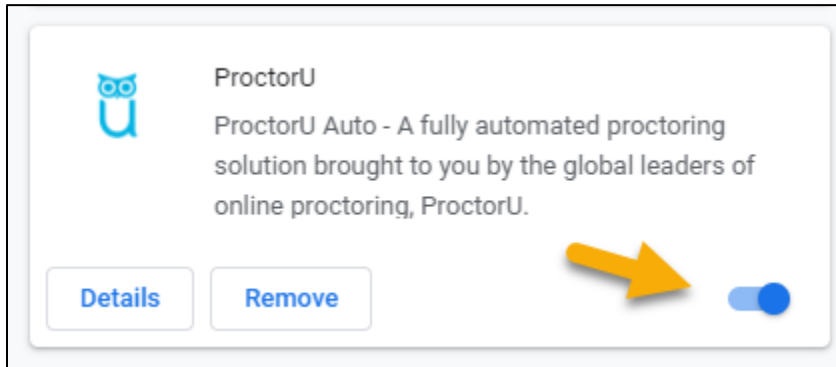 ProctorU
ProctorU Auto - A fully automated proctoring
solution brought to you by the global leaders of
online proctoring, ProctorU.
Details Remove